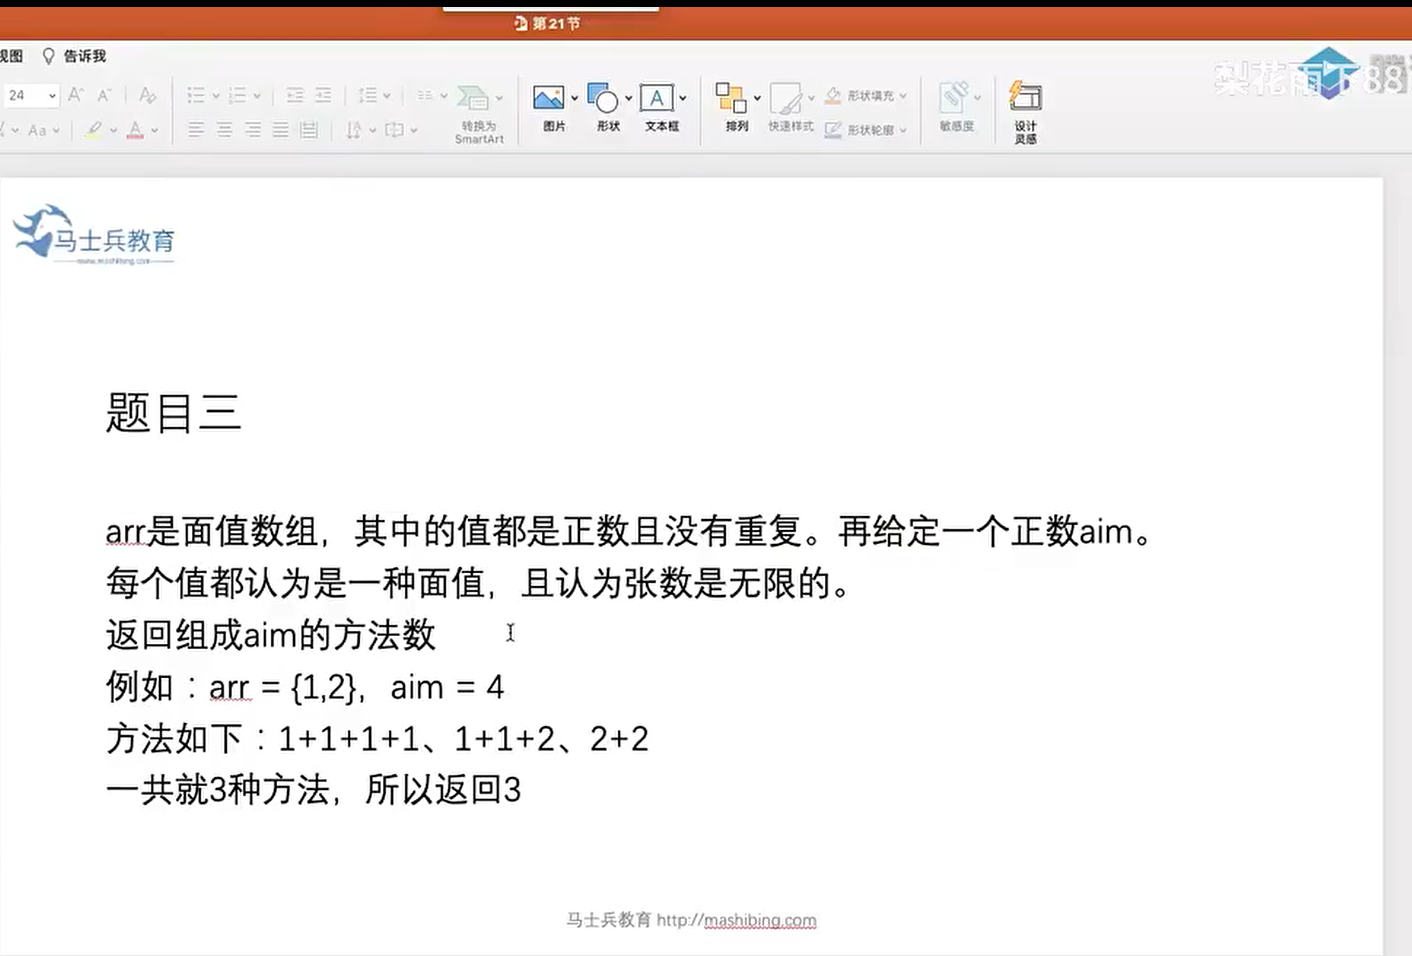 第21节
视图 告诉我
梨花雨下88
24
Aa
转换为
SmartArt
图片
形状
文本框
排列
快速样式
形状填充
形状轮廓
敏感度
设计
灵感
马士兵教育
www.mashibing.com
题目三
arr是面值数组，其中的值都是正数且没有重复。再给定一个正数aim。
每个值都认为是一种面值，且认为张数是无限的。
返回组成aim的方法数
例如：arr = {1,2}，aim = 4
方法如下：1+1+1+1、1+1+2、2+2
一共就3种方法，所以返回3
马士兵教育 http://mashibing.com